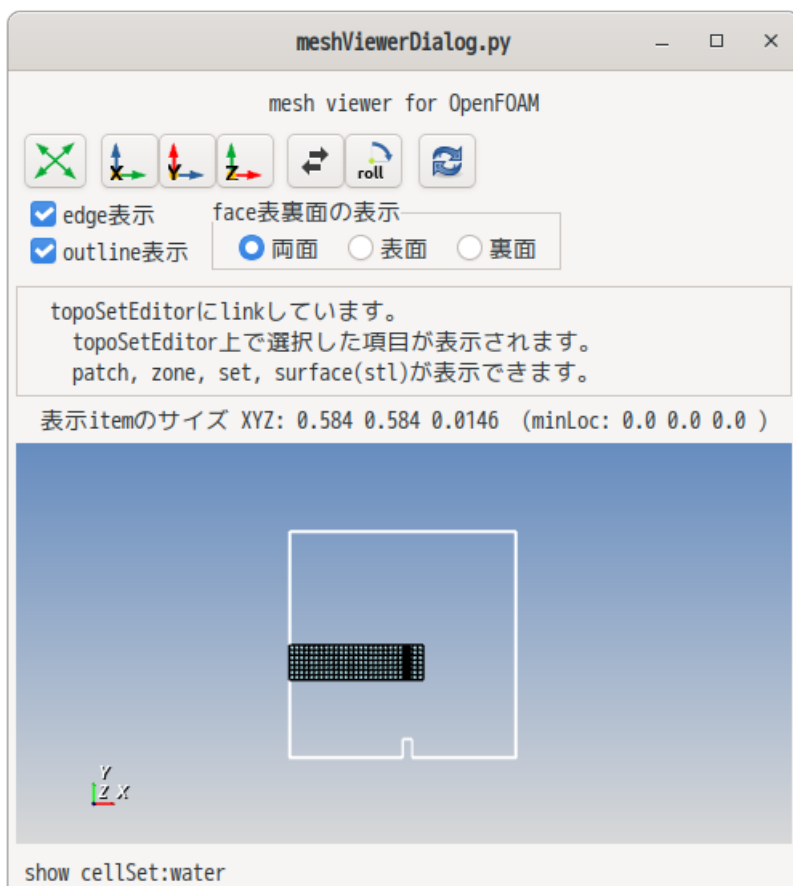 meshViewerDialog.py
mesh viewer for OpenFOAM
X Y Z roll
edge表示
face表裏面の表示
outline表示
両面 表面 裏面
topoSetEditorにlinkしています。
topoSetEditor上で選択した項目が表示されます。
patch, zone, set, surface(stl)が表示できます。
表示itemのサイズ XYZ: 0.584 0.584 0.0146 (minLoc: 0.0 0.0 0.0 )
Y
Z X
show cellSet:water